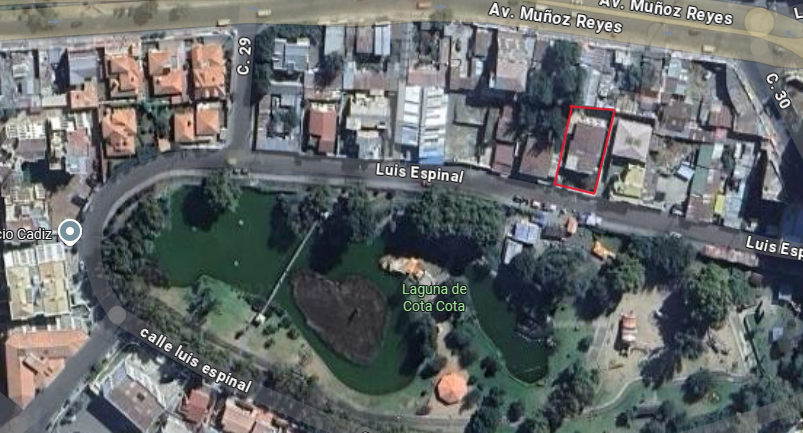 Av. Muñoz Reyes
Av. Muñoz Reyes
C. 29
C. 30
Luis Espinal
cio Cadiz
Luis Esp
Laguna de
Cota Cota
calle luis espinal